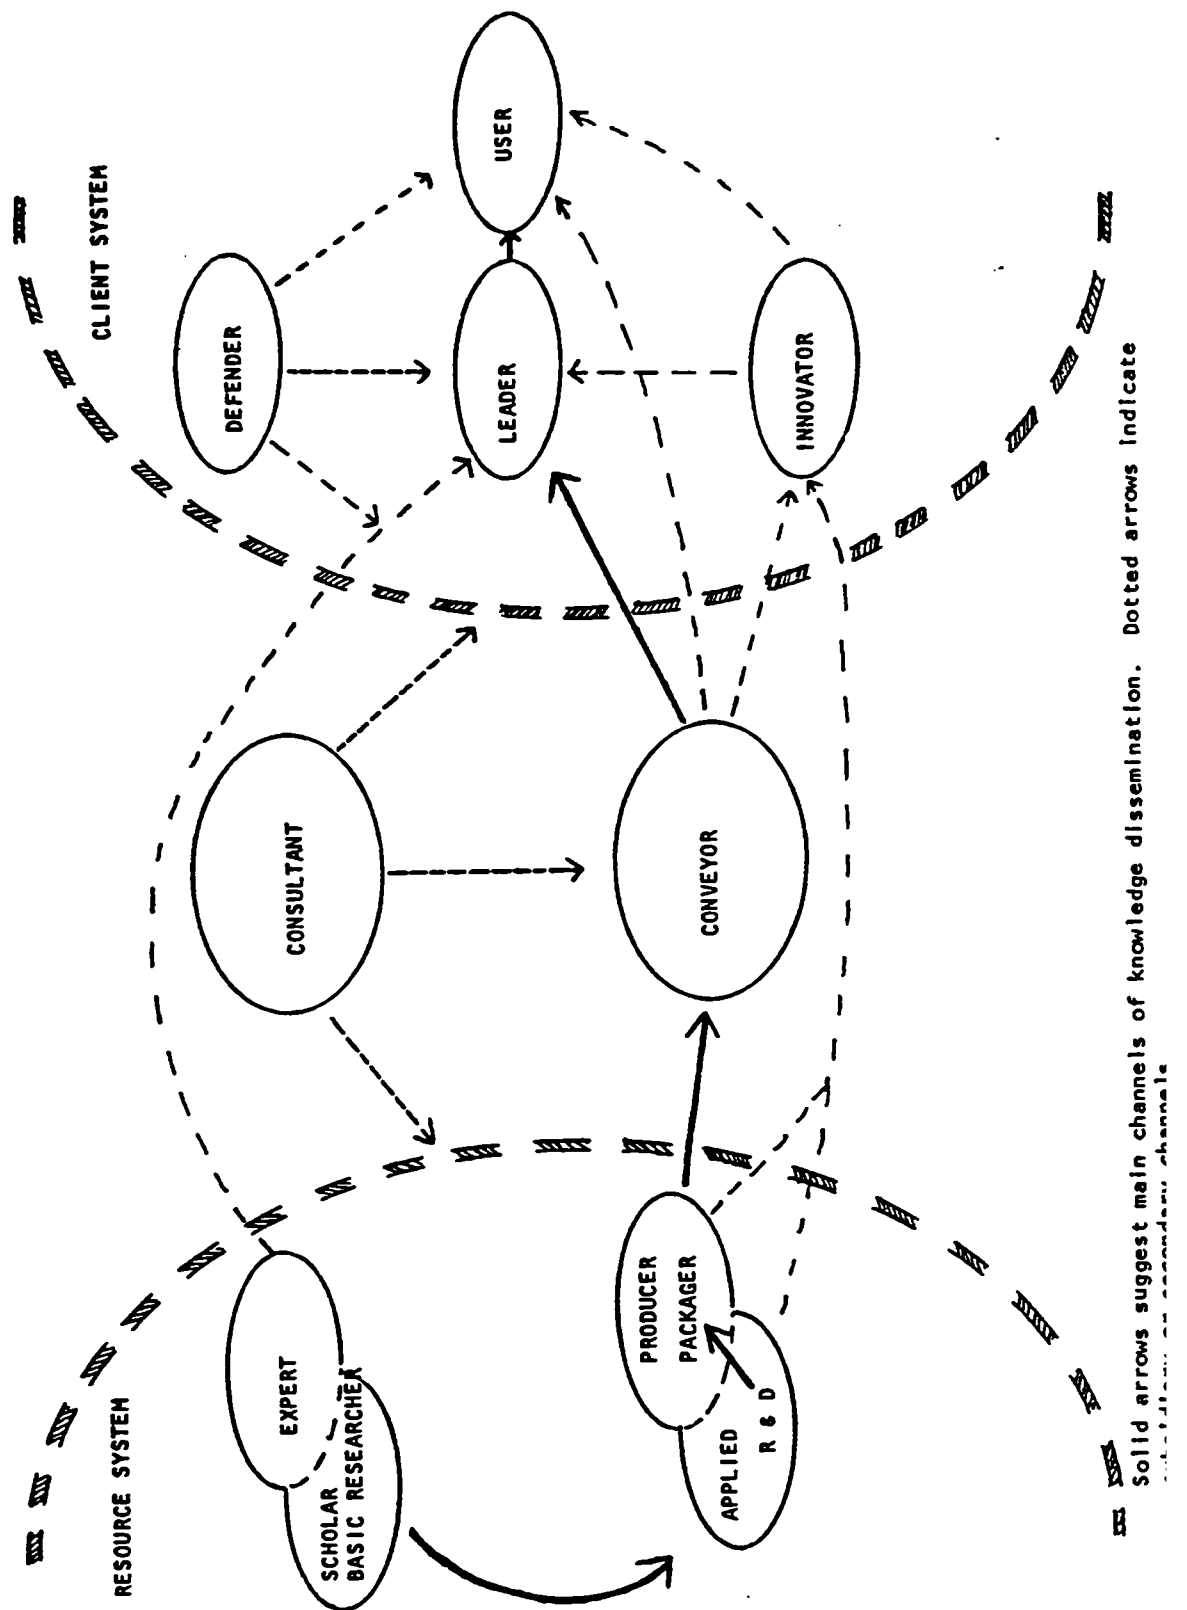 RESOURCE SYSTEM
CLIENT SYSTEM
EXPERT
SCHOLAR
BASIC RESEARCHER
CONSULTANT
DEFENDER
PRODUCER
PACKAGER
APPLIED
R & D
CONVEYOR
LEADER
USER
INNOVATOR
Solid arrows suggest main channels of knowledge dissemination. Dotted arrows indicate